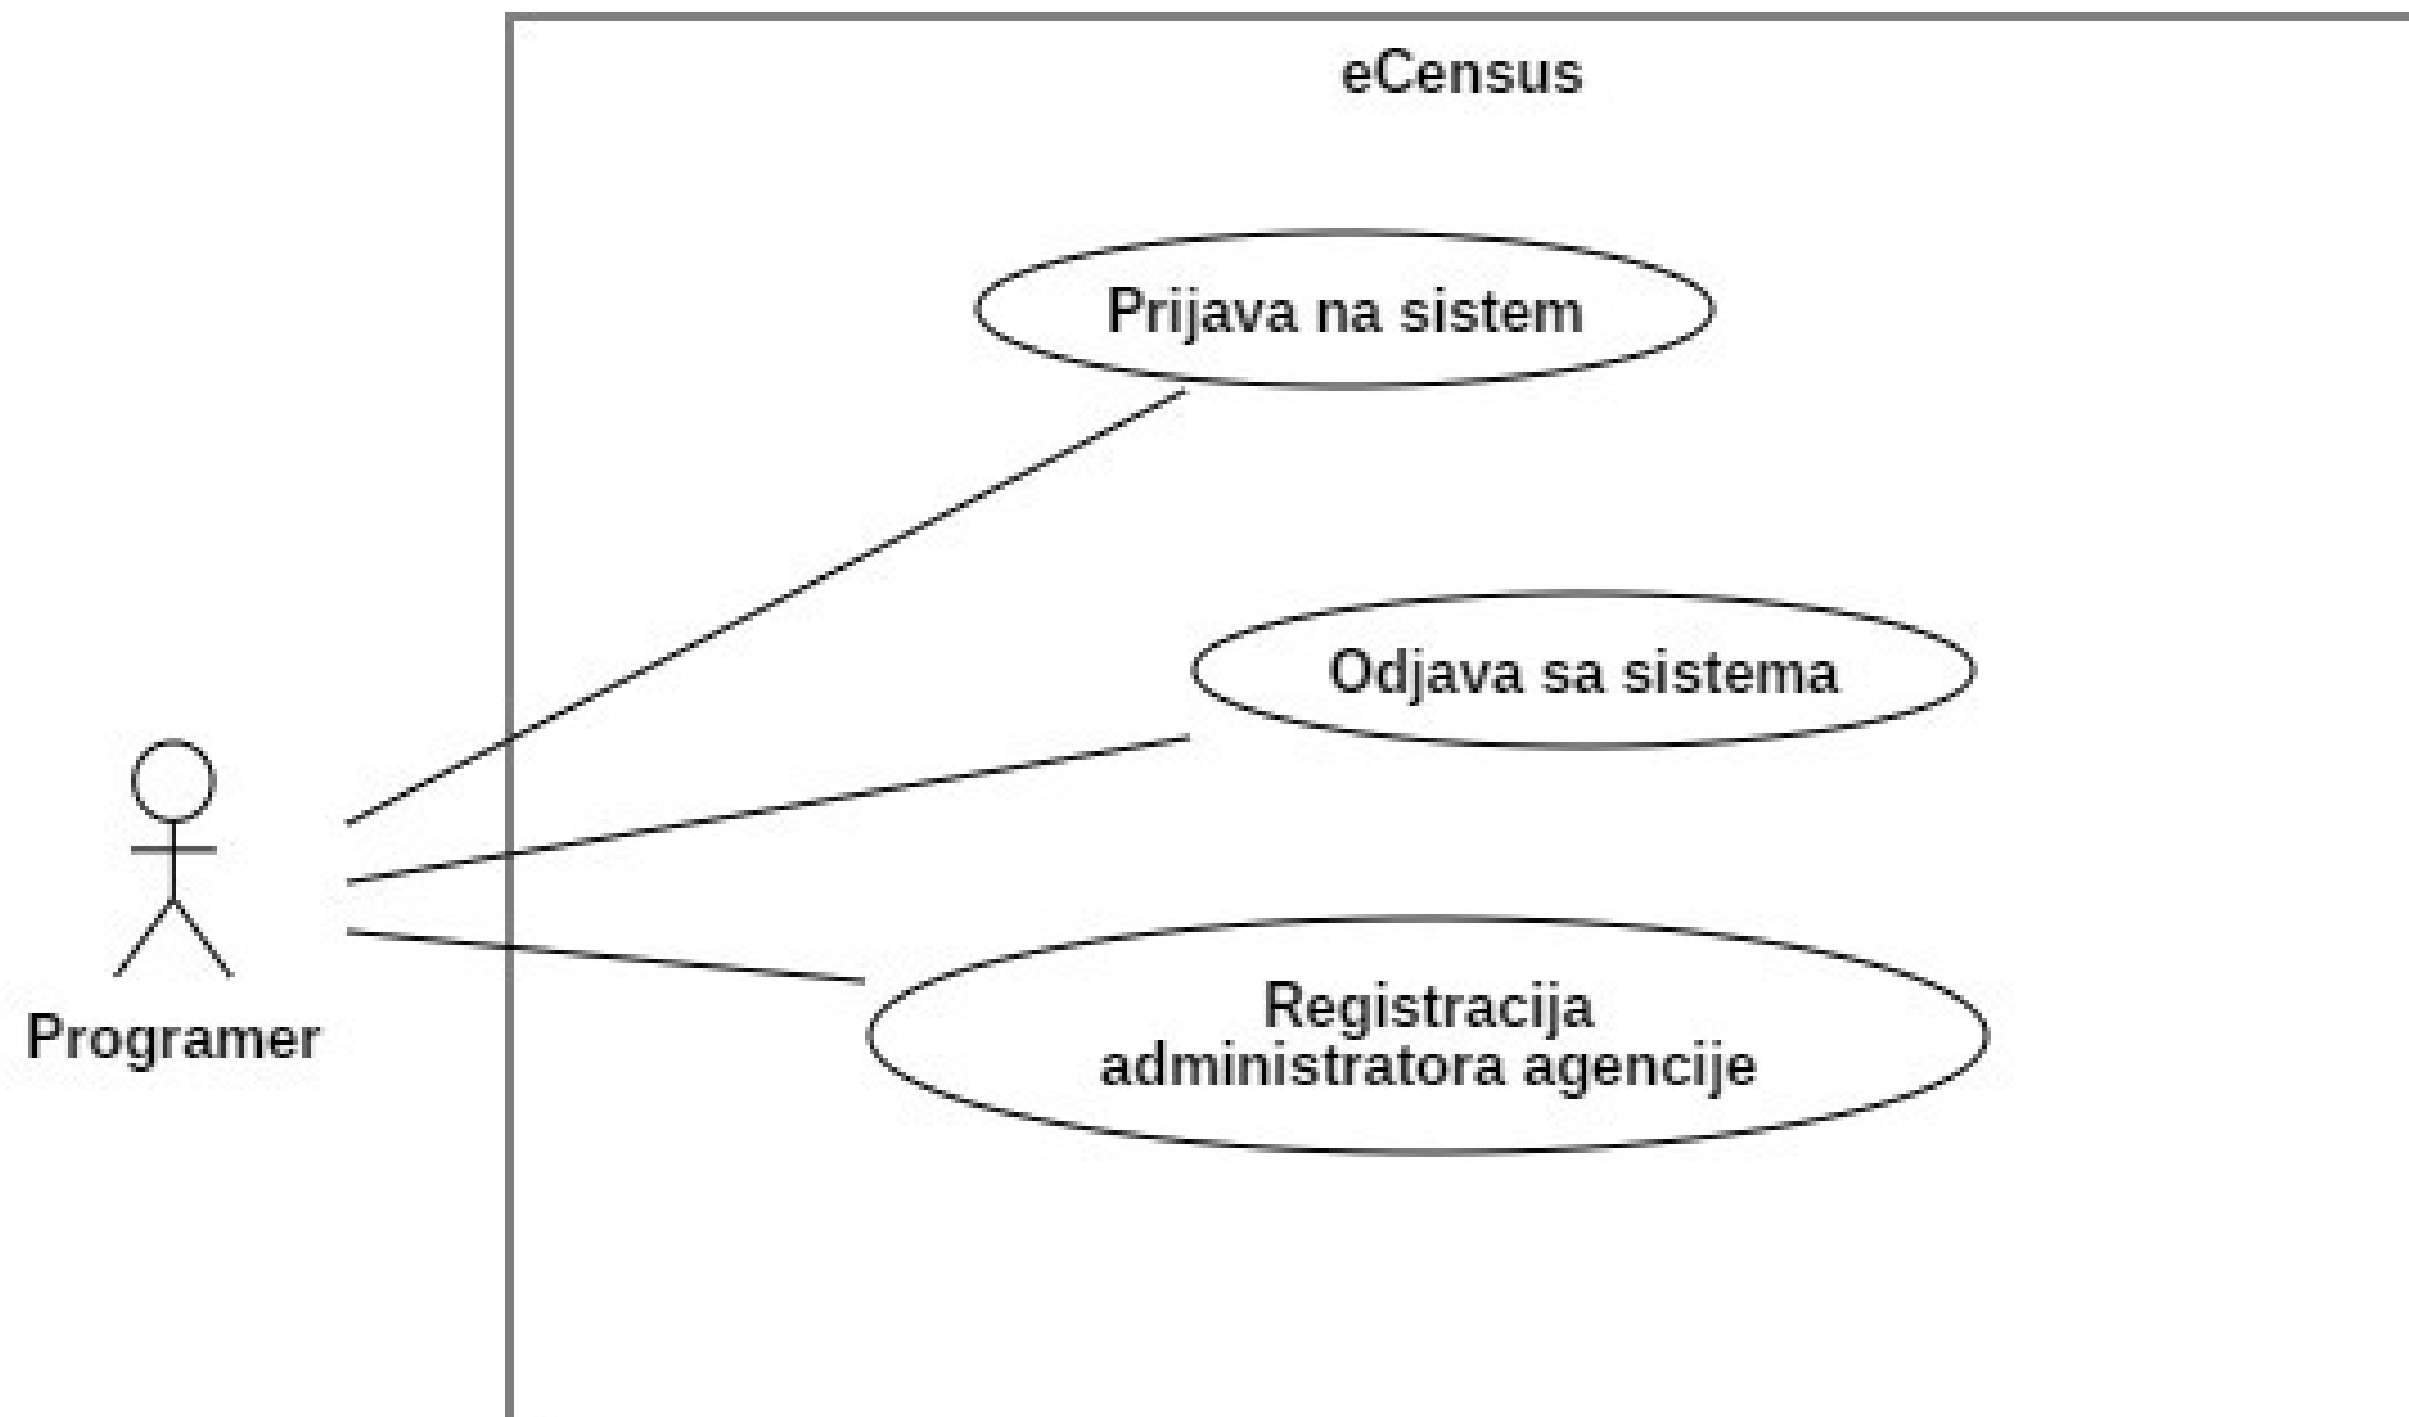 eCensus
Prijava na sistem
Odjava sa sistema
Programer
Registracija
administratora agencije